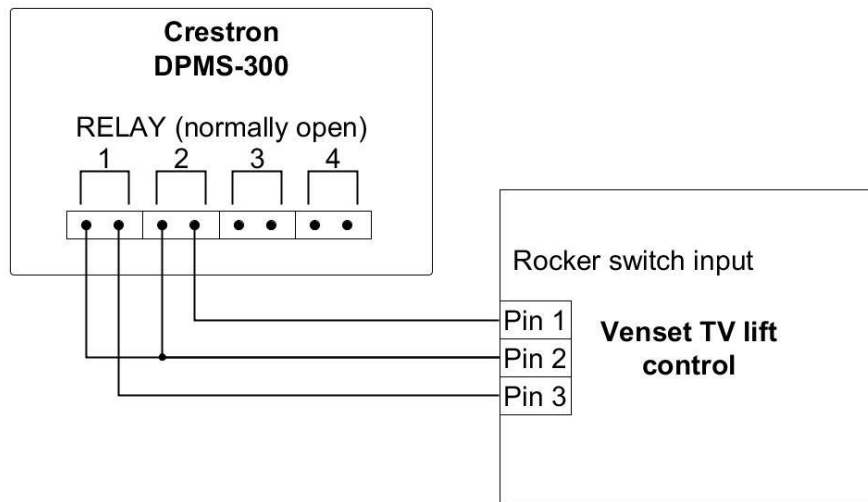 Crestron
DPMS-300
RELAY (normally open)
1 2 3 4
Rocker switch input
Pin 1
Venset TV lift
control
Pin 2
Pin 3